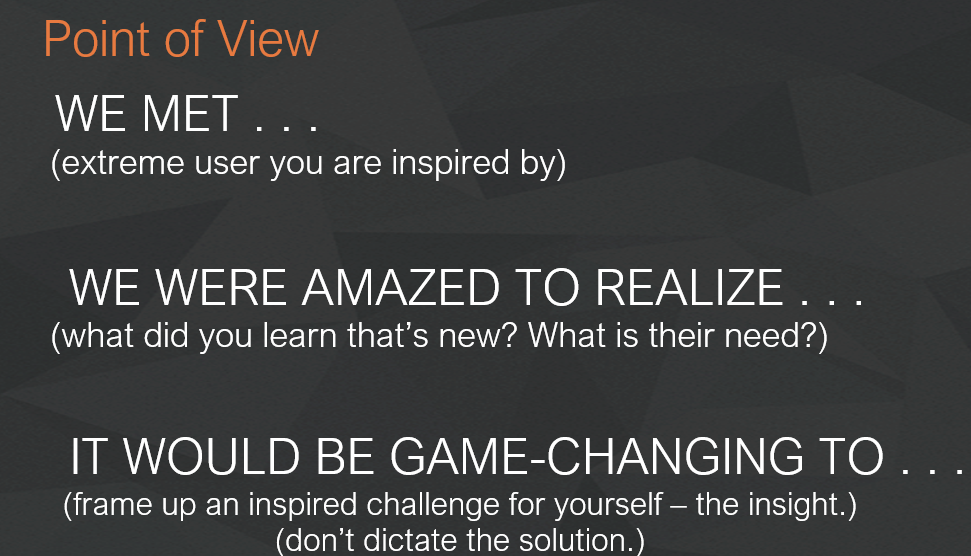 Point of View
WE MET . . .
(extreme user you are inspired by)
WE WERE AMAZED TO REALIZE . . .
(what did you learn that’s new? What is their need?)
IT WOULD BE GAME-CHANGING TO . . .
(frame up an inspired challenge for yourself – the insight.)
(don’t dictate the solution.)